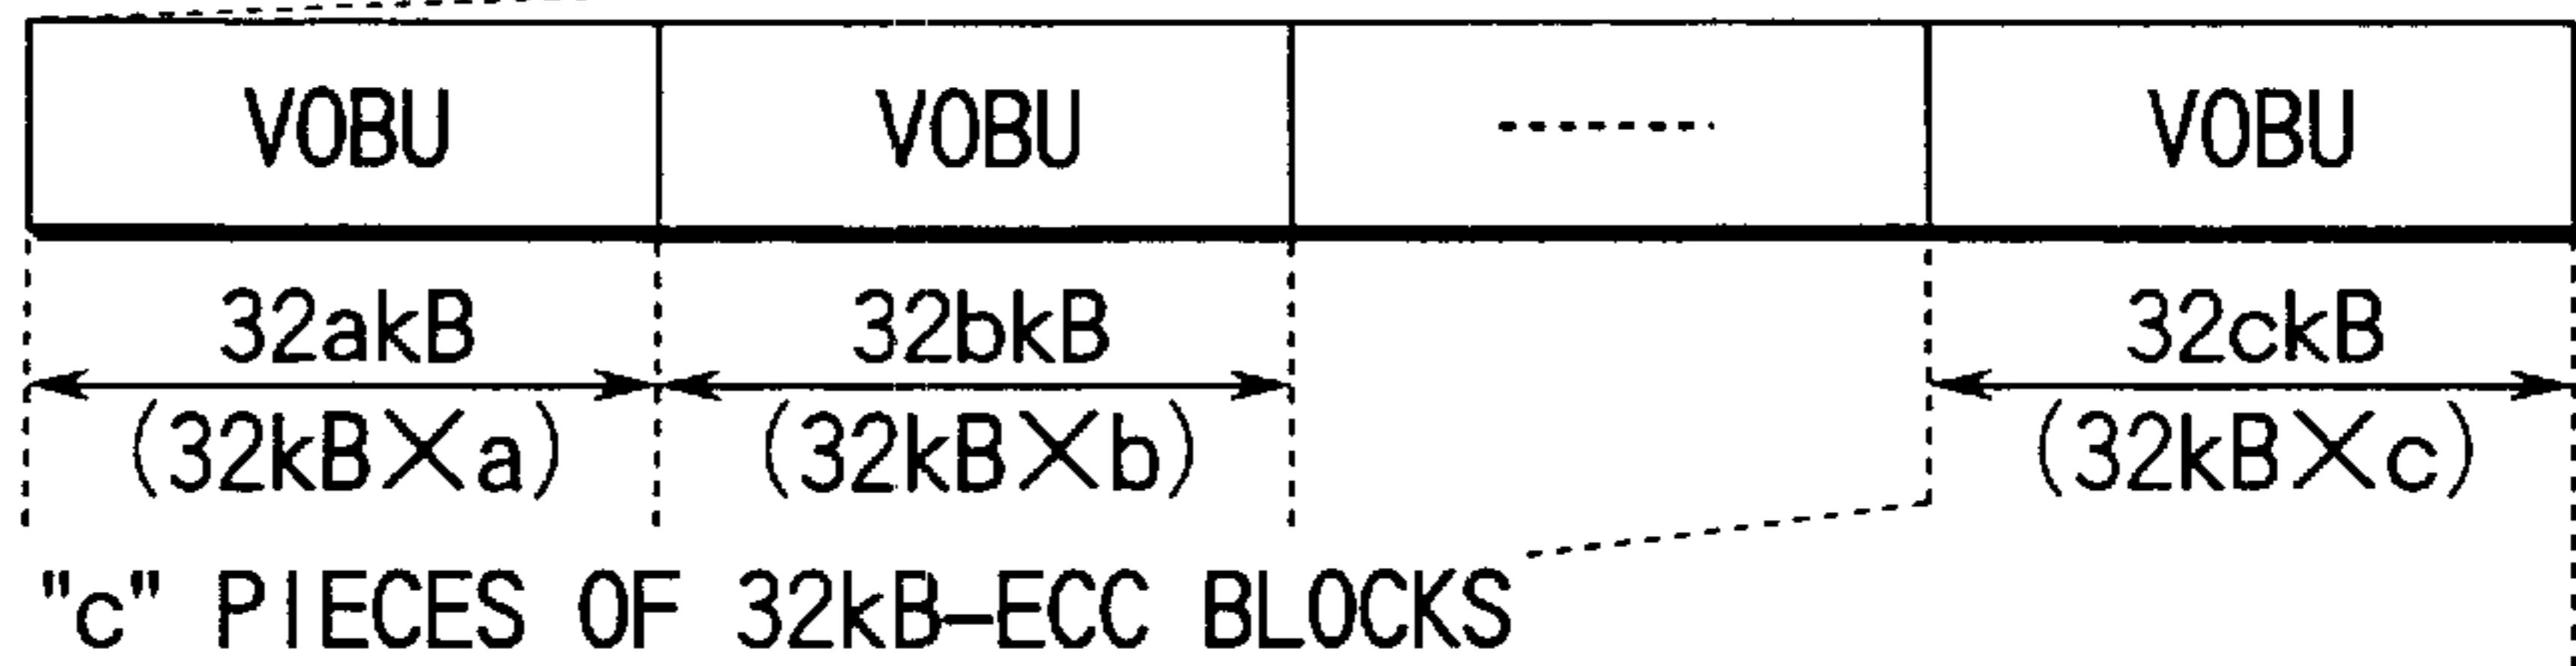 VOBU VOBU --------- VOBU
32akB 32bkB 32ckB
(32kB×a) (32kB×b) (32kB×c)
"c" PIECES OF 32kB-ECC BLOCKS